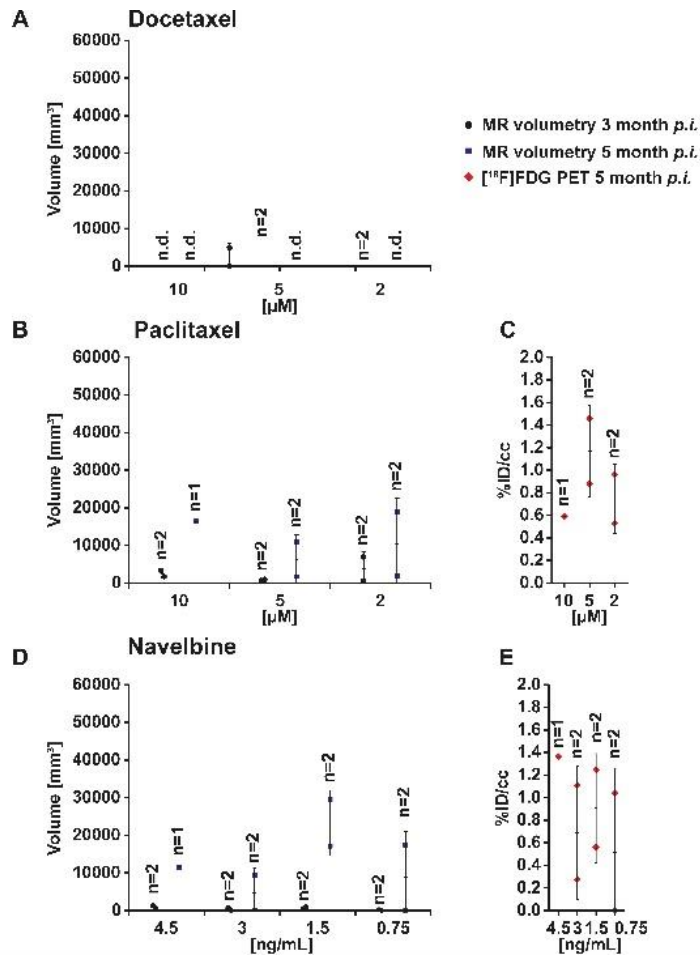 A Docetaxel
Volume [mm³]
60000
50000
40000
30000
20000
10000
0
n.d. n.d. n=2 n.d. n=2 n.d.
10 5 2
[µM]
MR volumetry 3 month p.i.
MR volumetry 5 month p.i.
[¹⁸F]FDG PET 5 month p.i.
B Paclitaxel
Volume [mm³]
60000
50000
40000
30000
20000
10000
0
n=2 n=1 n=2 n=2 n=2 n=2
10 5 2
[µM]
C
%ID/cc
2.0
1.8
1.6
1.4
1.2
1.0
0.8
0.6
0.4
0.2
0.0
n=1 n=2 n=2
10 5 2
[µM]
D Navelbine
Volume [mm³]
60000
50000
40000
30000
20000
10000
0
n=2 n=1 n=2 n=2 n=2 n=2 n=2 n=2
4.5 3 1.5 0.75
[ng/mL]
E
%ID/cc
2.0
1.8
1.6
1.4
1.2
1.0
0.8
0.6
0.4
0.2
0.0
n=1 n=2 n=2 n=2
4.5 3 1.5 0.75
[ng/mL]